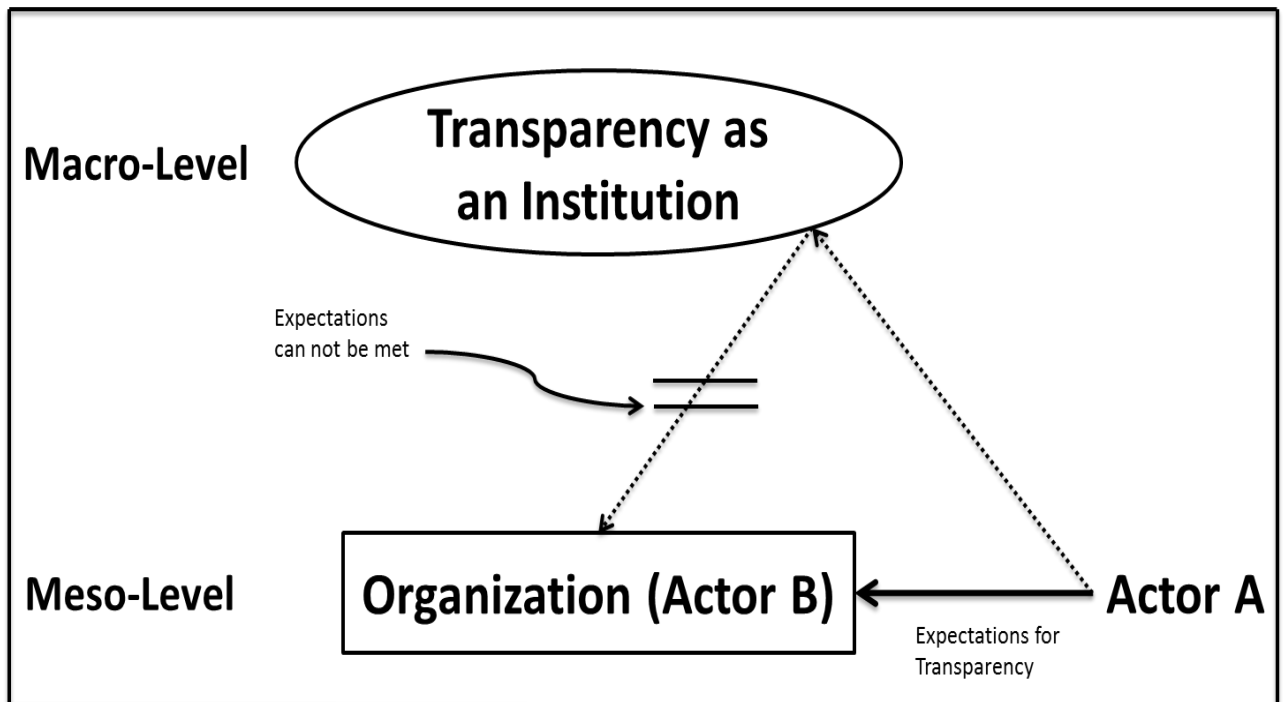 Transparency as
an Institution
Macro-Level
Expectations
can not be met
Meso-Level
Organization (Actor B)
Actor A
Expectations for
Transparency